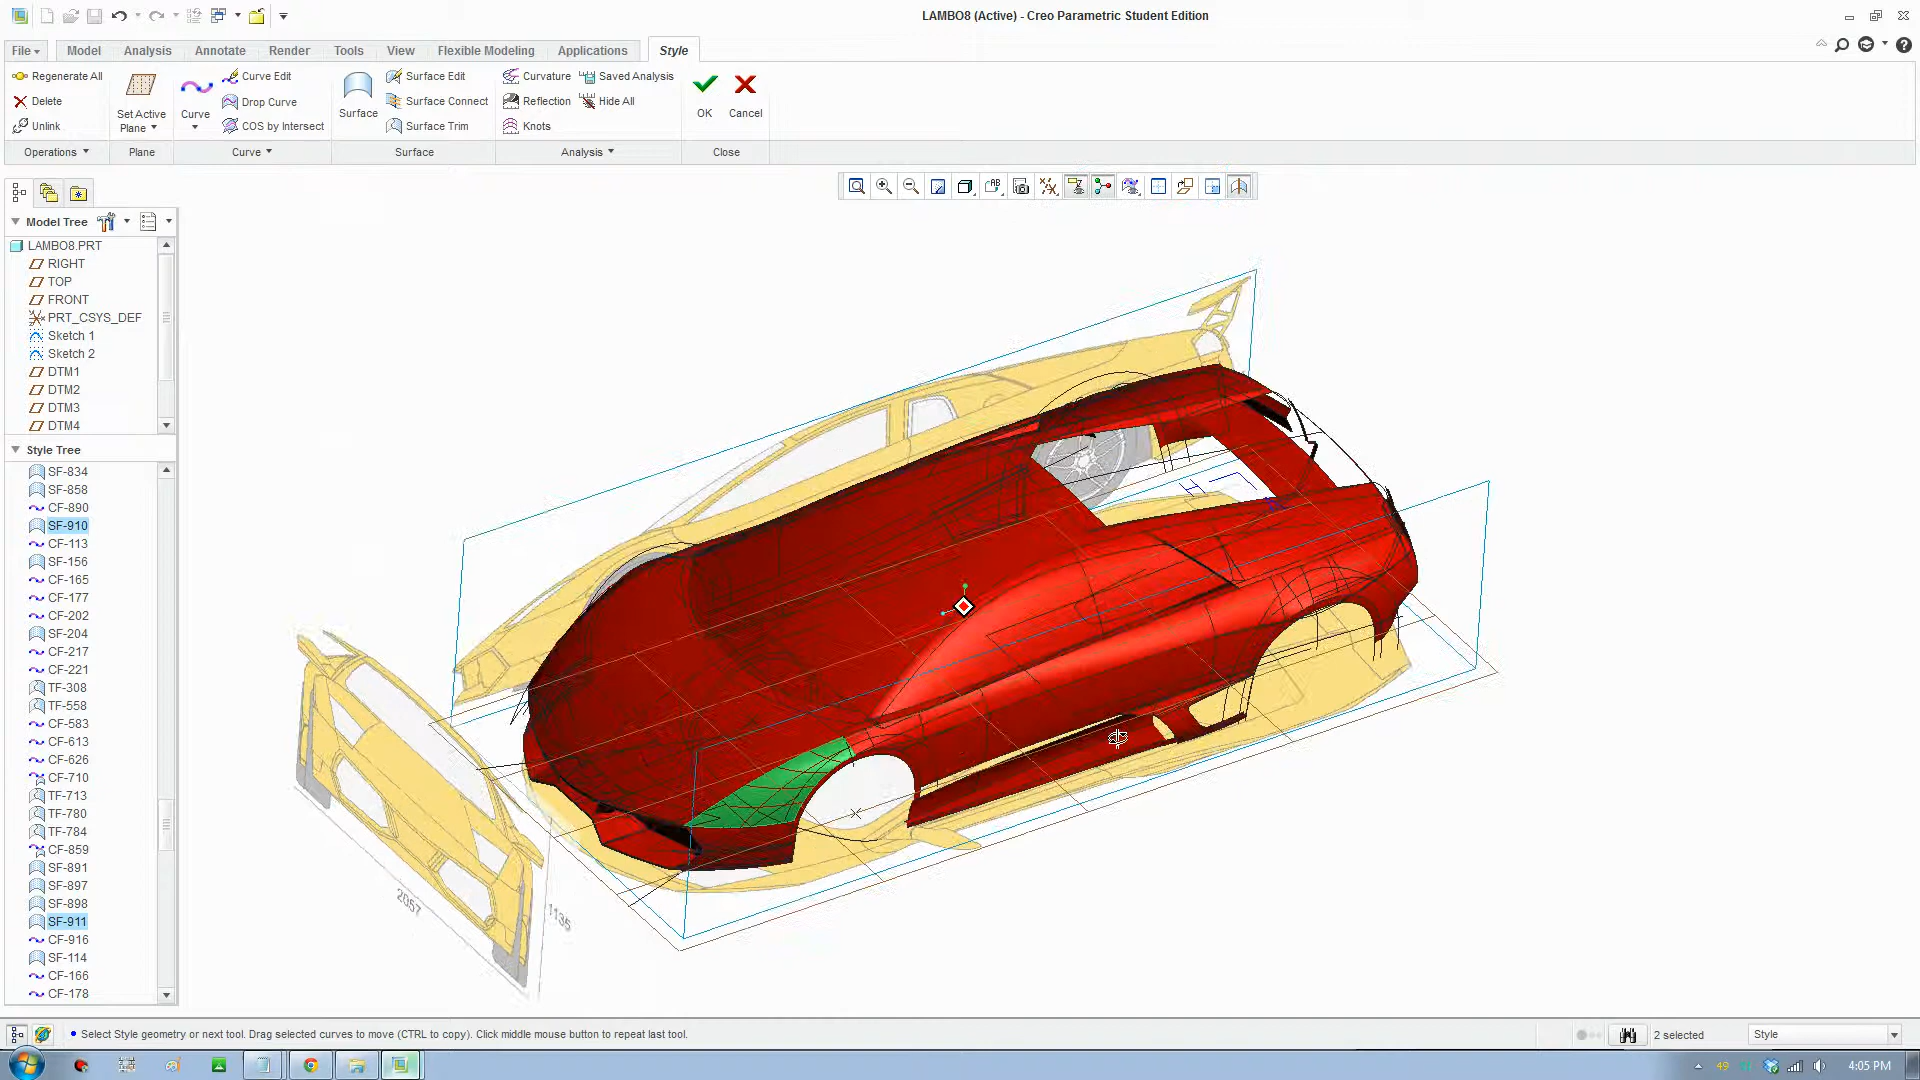 LAMBO8 (Active) - Creo Parametric Student Edition
File
Model
Analysis
Annotate
Render
Tools
View
Flexible Modeling
Applications
Style
Regenerate All
Delete
Unlink
Set Active
Plane
Curve
Curve Edit
Drop Curve
COS by Intersect
Surface
Surface Edit
Surface Connect
Surface Trim
Curvature
Saved Analysis
Reflection
Hide All
Knots
OK
Cancel
Operations
Plane
Curve
Surface
Analysis
Close
Model Tree
LAMBO8.PRT
RIGHT
TOP
FRONT
PRT_CSYS_DEF
Sketch 1
Sketch 2
DTM1
DTM2
DTM3
DTM4
Style Tree
SF-834
SF-858
CF-890
SF-910
CF-113
SF-156
CF-165
CF-177
CF-202
SF-204
CF-217
CF-221
TF-308
TF-558
CF-583
CF-613
CF-626
CF-710
TF-713
TF-780
TF-784
CF-859
SF-891
SF-897
SF-898
SF-911
CF-916
SF-114
CF-166
CF-178
2057
1135
Select Style geometry or next tool. Drag selected curves to move (CTRL to copy). Click middle mouse button to repeat last tool.
2 selected
Style
49
4:05 PM